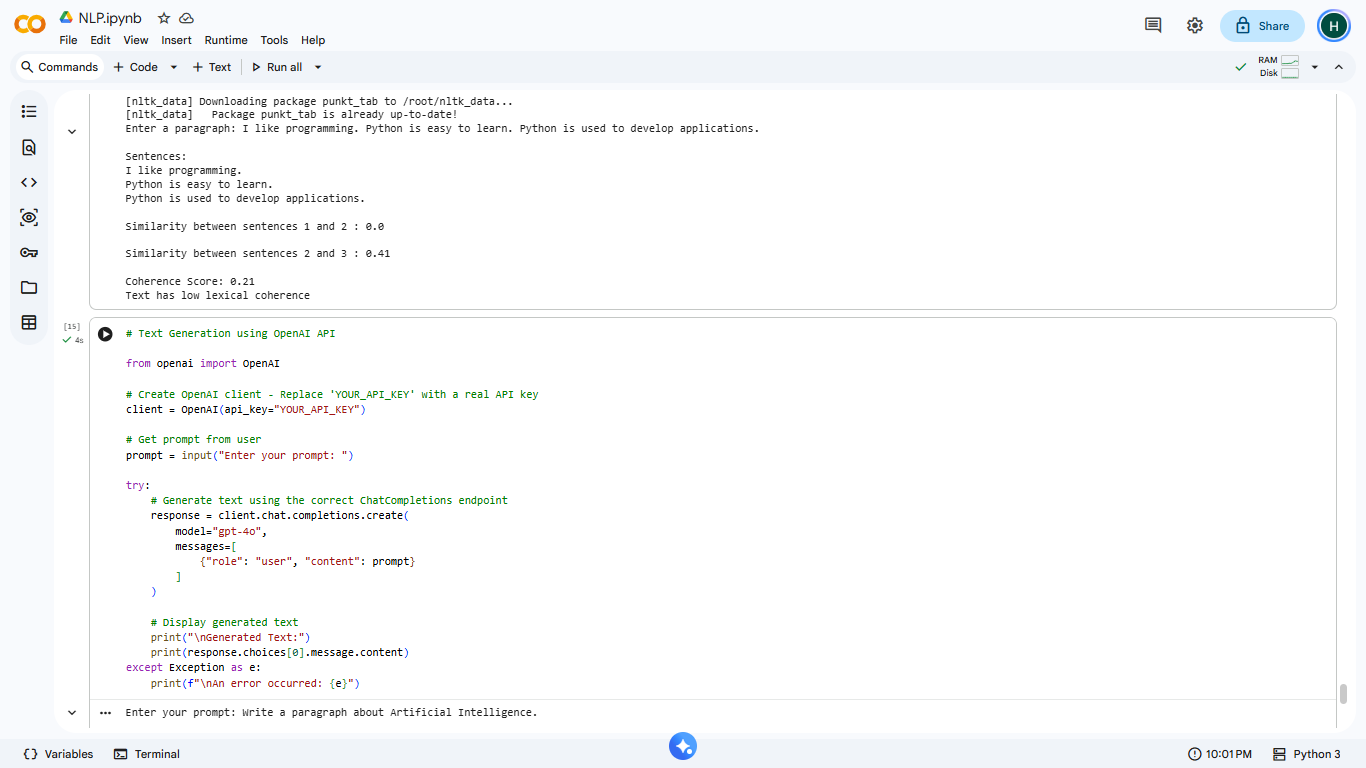 CO NLP.ipynb
File Edit View Insert Runtime Tools Help
Share
H
Commands + Code + Text Run all
RAM
Disk
[nltk_data] Downloading package punkt_tab to /root/nltk_data...
[nltk_data]   Package punkt_tab is already up-to-date!
Enter a paragraph: I like programming. Python is easy to learn. Python is used to develop applications.
Sentences:
I like programming.
Python is easy to learn.
Python is used to develop applications.
Similarity between sentences 1 and 2 : 0.0
Similarity between sentences 2 and 3 : 0.41
Coherence Score: 0.21
Text has low lexical coherence
[15]
4s
# Text Generation using OpenAI API
from openai import OpenAI
# Create OpenAI client - Replace 'YOUR_API_KEY' with a real API key
client = OpenAI(api_key="YOUR_API_KEY")
# Get prompt from user
prompt = input("Enter your prompt: ")
try:
    # Generate text using the correct ChatCompletions endpoint
    response = client.chat.completions.create(
        model="gpt-4o",
        messages=[
            {"role": "user", "content": prompt}
        ]
    )
    # Display generated text
    print("\nGenerated Text:")
    print(response.choices[0].message.content)
except Exception as e:
    print(f"\nAn error occurred: {e}")
Enter your prompt: Write a paragraph about Artificial Intelligence.
Variables Terminal
10:01 PM Python 3